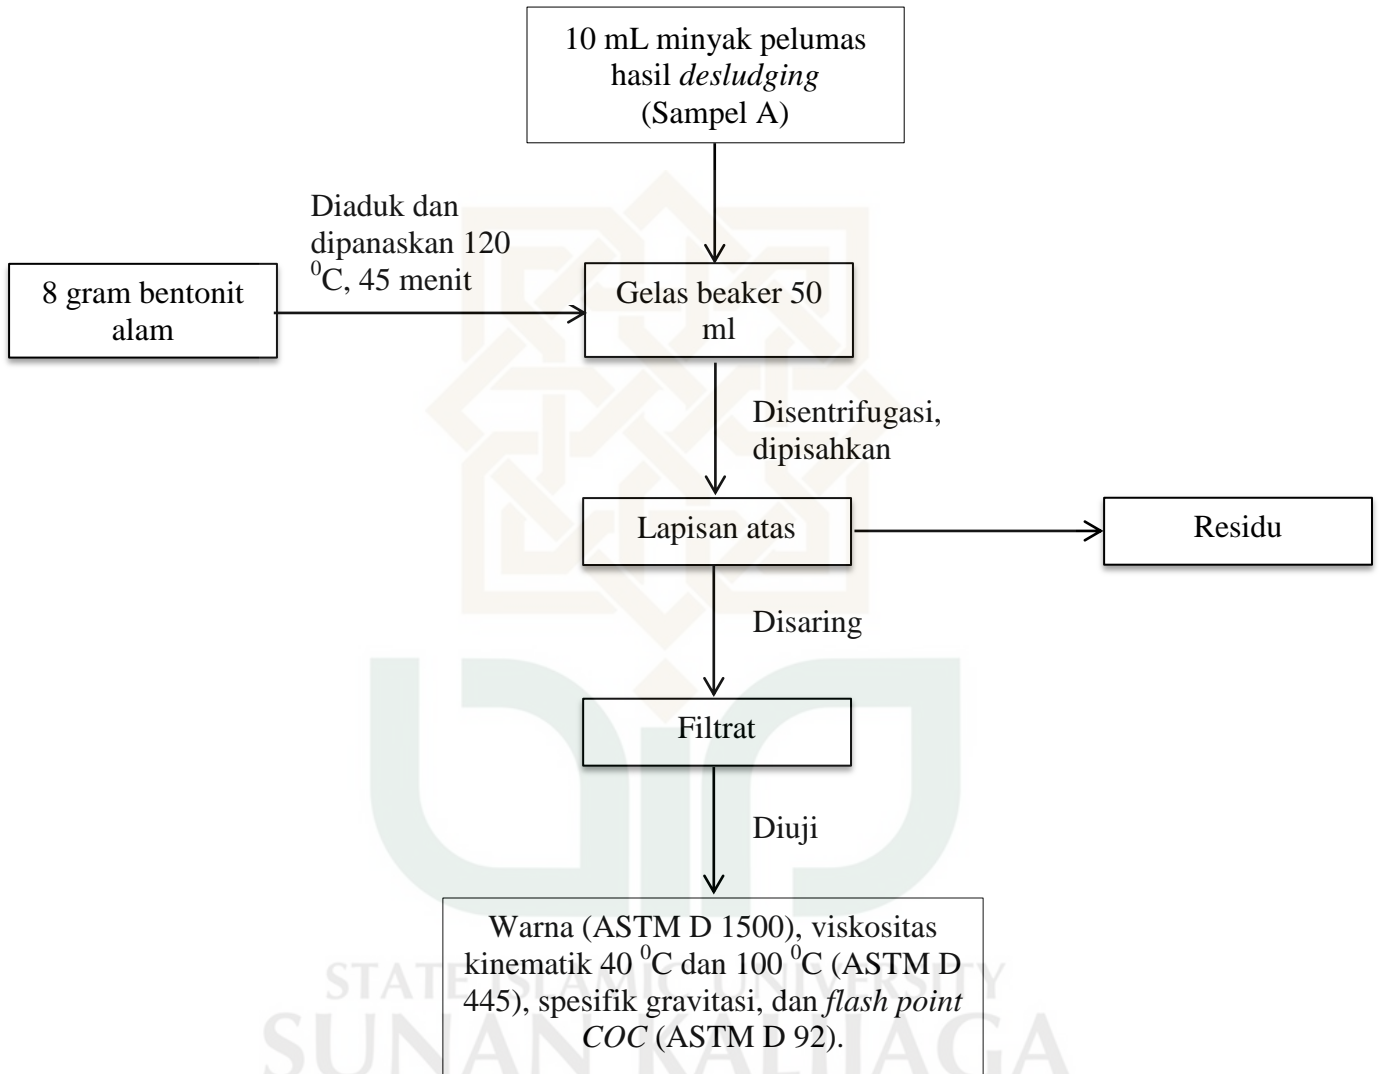 10 mL minyak pelumas
hasil desludging
(Sampel A)
Diaduk dan
dipanaskan 120
⁰C, 45 menit
8 gram bentonit
alam
Gelas beaker 50
ml
Disentrifugasi,
dipisahkan
Lapisan atas
Residu
Disaring
Filtrat
Diuji
Warna (ASTM D 1500), viskositas
kinematik 40 ⁰C dan 100 ⁰C (ASTM D
445), spesifik gravitasi, dan flash point
COC (ASTM D 92).
STATE ISLAMIC UNIVERSITY
SUNAN KALIJAGA